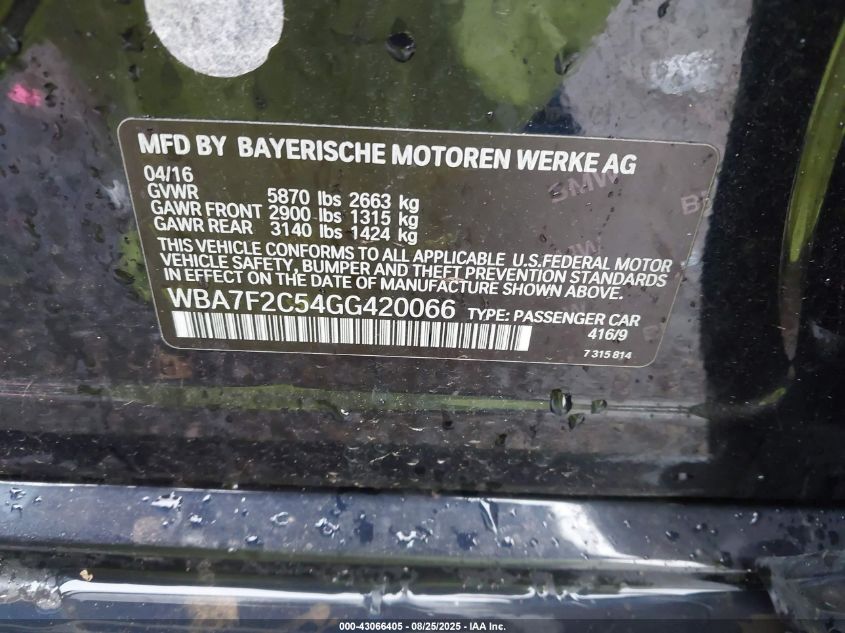 MFD BY BAYERISCHE MOTOREN WERKE AG
04/16
GVWR 5870 lbs 2663 kg
GAWR FRONT 2900 lbs 1315 kg
GAWR REAR 3140 lbs 1424 kg
THIS VEHICLE CONFORMS TO ALL APPLICABLE U.S.FEDERAL MOTOR
VEHICLE SAFETY, BUMPER AND THEFT PREVENTION STANDARDS
IN EFFECT ON THE DATE OF MANUFACTURE SHOWN ABOVE.
WBA7F2C54GG420066 TYPE: PASSENGER CAR
416/9
7 315 814
BMW
BMW
000-43066405 - 08/25/2025 - IAA Inc.